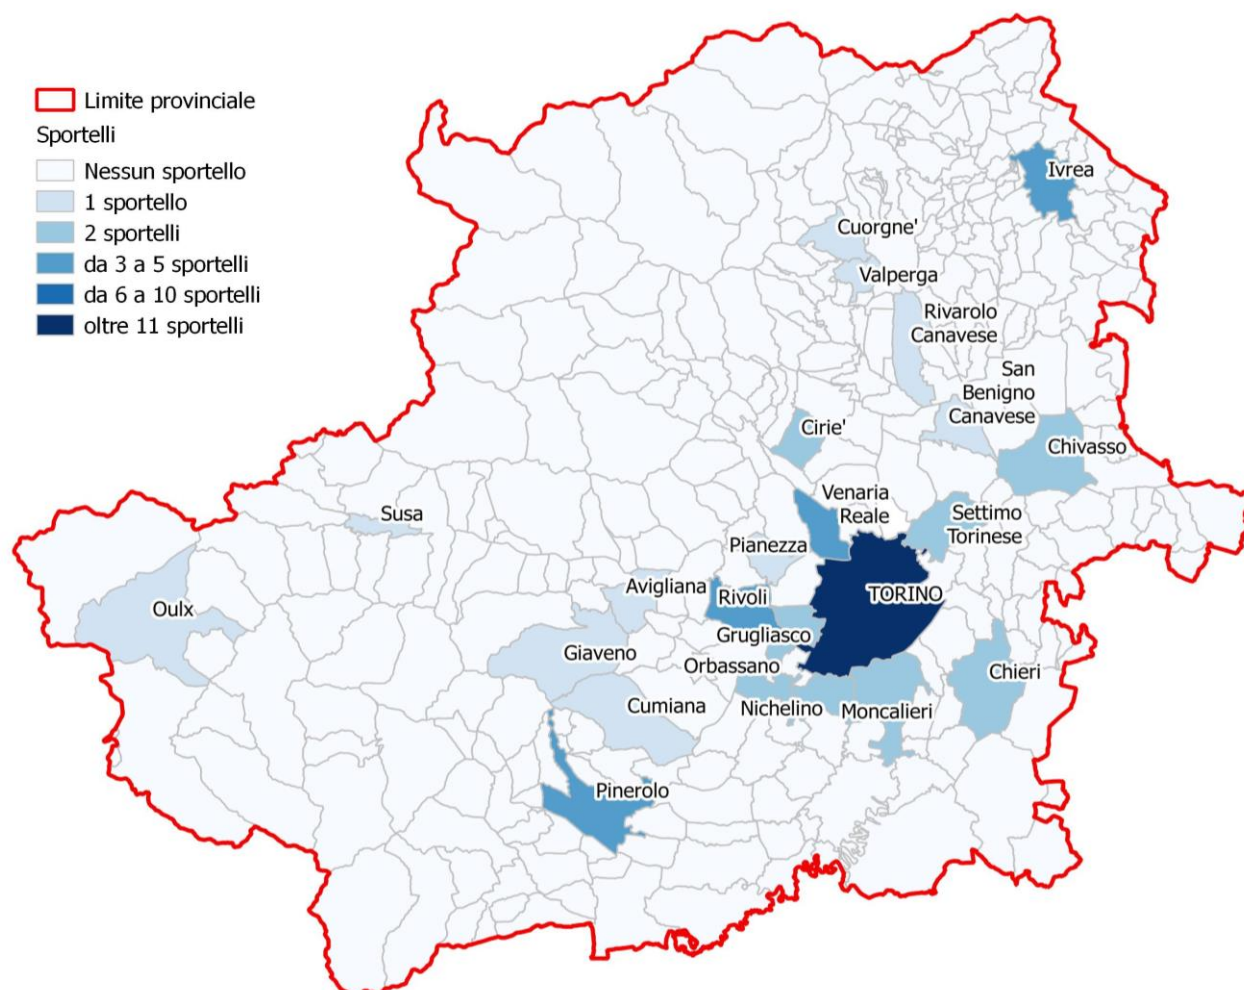 Limite provinciale
Sportelli
Nessun sportello
1 sportello
2 sportelli
da 3 a 5 sportelli
da 6 a 10 sportelli
oltre 11 sportelli
Ivrea
Cuorgne'
Valperga
Rivarolo
Canavese
San
Benigno
Canavese
Cirie'
Chivasso
Susa
Venaria
Reale
Settimo
Torinese
Pianezza
Avigliana
Rivoli
TORINO
Oulx
Grugliasco
Giaveno
Orbassano
Chieri
Cumiana
Nichelino
Moncalieri
Pinerolo